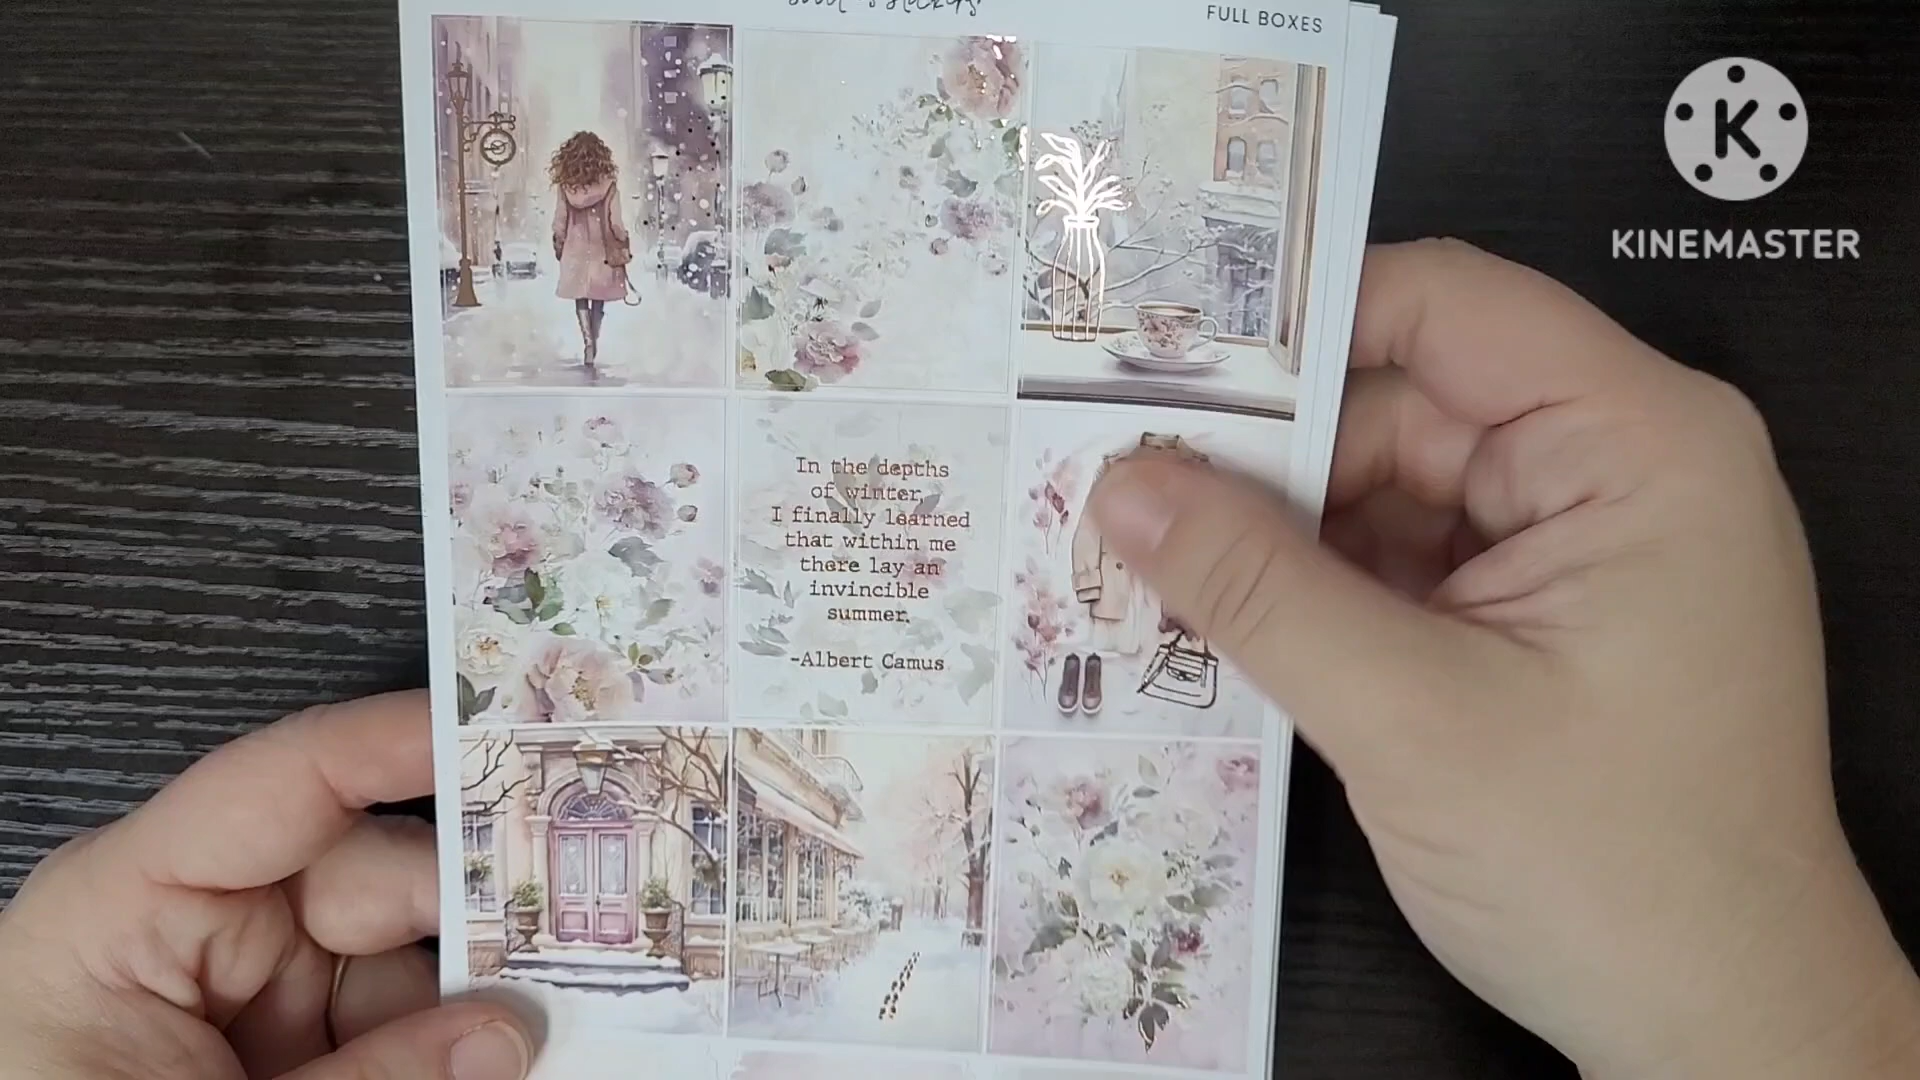 FULL BOXES
K
KINEMASTER
In the depths
of winter,
I finally learned
that within me
there lay an
invincible
summer.
-Albert Camus